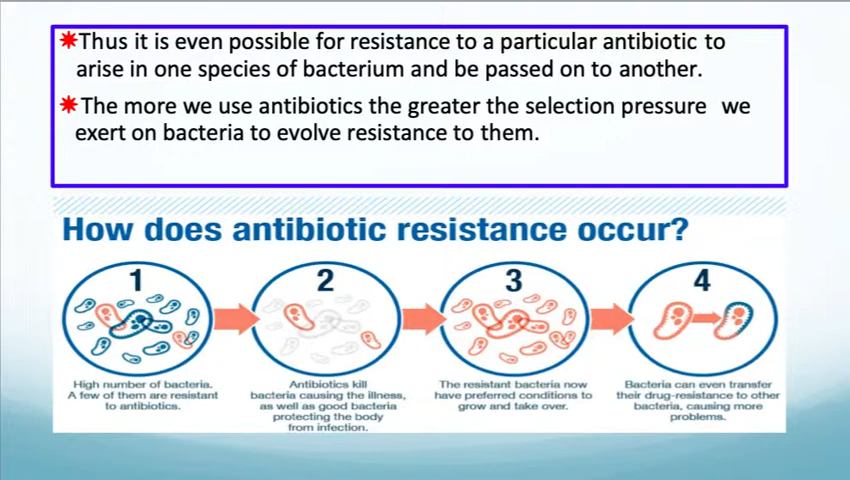 Thus it is even possible for resistance to a particular antibiotic to
arise in one species of bacterium and be passed on to another.
The more we use antibiotics the greater the selection pressure we
exert on bacteria to evolve resistance to them.
How does antibiotic resistance occur?
1
High number of bacteria.
A few of them are resistant
to antibiotics.
2
Antibiotics kill
bacteria causing the illness,
as well as good bacteria
protecting the body
from infection.
3
The resistant bacteria now
have preferred conditions to
grow and take over.
4
Bacteria can even transfer
their drug-resistance to other
bacteria, causing more
problems.